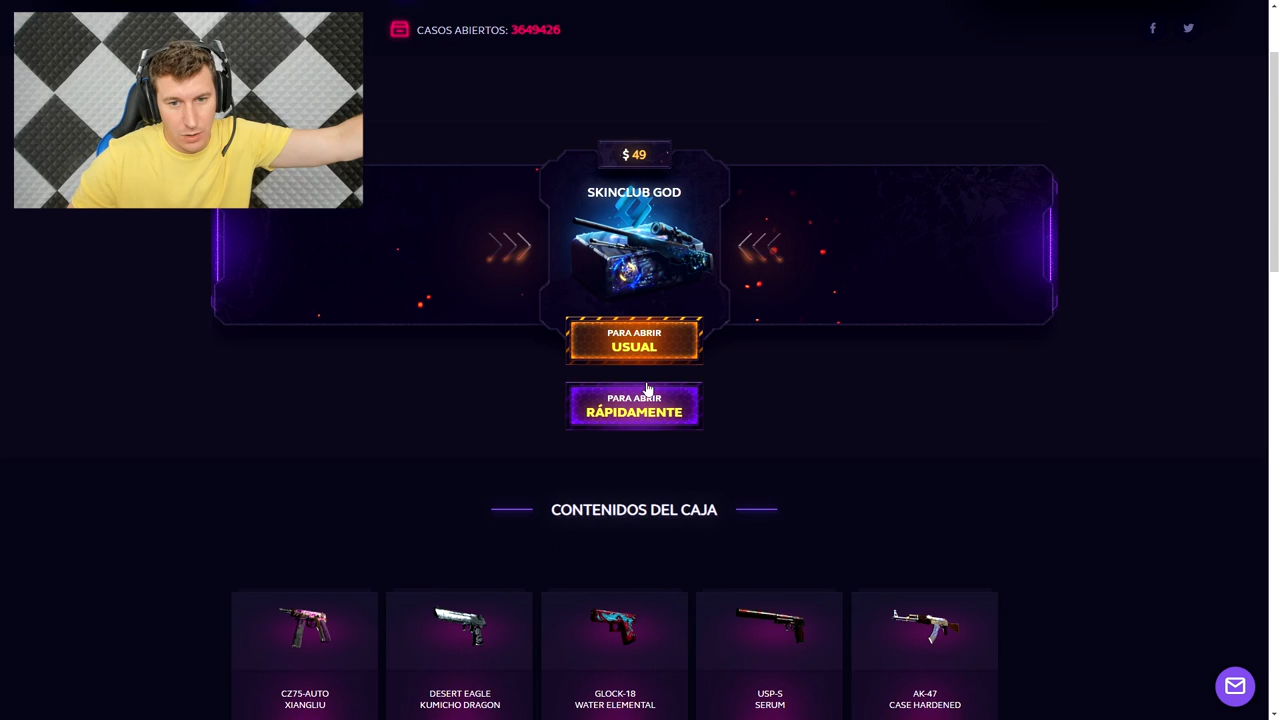 CASOS ABIERTOS: 3649426
$ 49
SKINCLUB GOD
PARA ABRIR
USUAL
PARA ABRIR
RÁPIDAMENTE
CONTENIDOS DEL CAJA
CZ75-AUTO
XIANGLIU
DESERT EAGLE
KUMICHO DRAGON
GLOCK-18
WATER ELEMENTAL
USP-S
SERUM
AK-47
CASE HARDENED